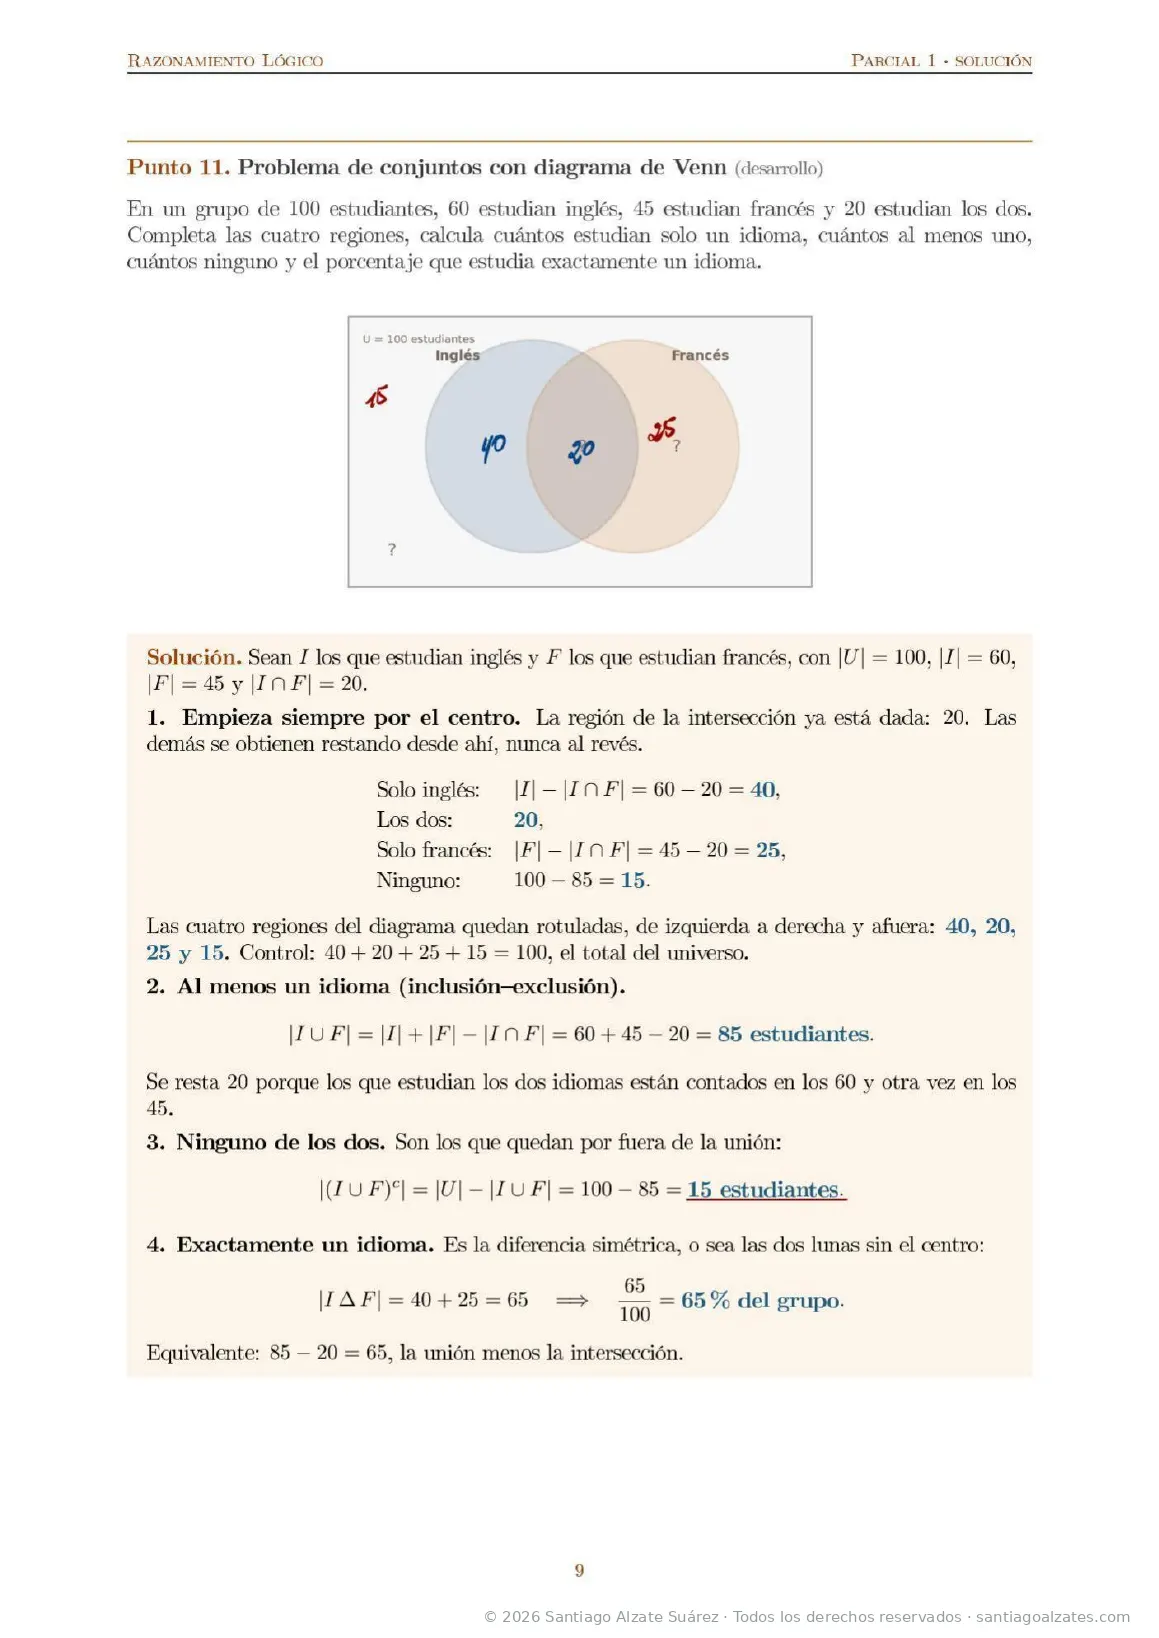 Razonamiento Lógico
Parcial 1 · solución
Punto 11. Problema de conjuntos con diagrama de Venn (desarrollo)
En un grupo de 100 estudiantes, 60 estudian inglés, 45 estudian francés y 20 estudian los dos.
Completa las cuatro regiones, calcula cuántos estudian solo un idioma, cuántos al menos uno,
cuántos ninguno y el porcentaje que estudia exactamente un idioma.
U = 100 estudiantes
Inglés
Francés
15
40
20
25
?
?
Solución. Sean I los que estudian inglés y F los que estudian francés, con |U| = 100, |I| = 60,
|F| = 45 y |I ∩ F| = 20.
1. Empieza siempre por el centro. La región de la intersección ya está dada: 20. Las
demás se obtienen restando desde ahí, nunca al revés.
Solo inglés: |I| − |I ∩ F| = 60 − 20 = 40,
Los dos: 20,
Solo francés: |F| − |I ∩ F| = 45 − 20 = 25,
Ninguno: 100 − 85 = 15.
Las cuatro regiones del diagrama quedan rotuladas, de izquierda a derecha y afuera: 40, 20,
25 y 15. Control: 40 + 20 + 25 + 15 = 100, el total del universo.
2. Al menos un idioma (inclusión–exclusión).
|I ∪ F| = |I| + |F| − |I ∩ F| = 60 + 45 − 20 = 85 estudiantes.
Se resta 20 porque los que estudian los dos idiomas están contados en los 60 y otra vez en los
45.
3. Ninguno de los dos. Son los que quedan por fuera de la unión:
|(I ∪ F)ᶜ| = |U| − |I ∪ F| = 100 − 85 = 15 estudiantes.
4. Exactamente un idioma. Es la diferencia simétrica, o sea las dos lunas sin el centro:
|I Δ F| = 40 + 25 = 65 ⟹ 65/100 = 65 % del grupo.
Equivalente: 85 − 20 = 65, la unión menos la intersección.
9
© 2026 Santiago Alzate Suárez · Todos los derechos reservados · santiagoalzates.com